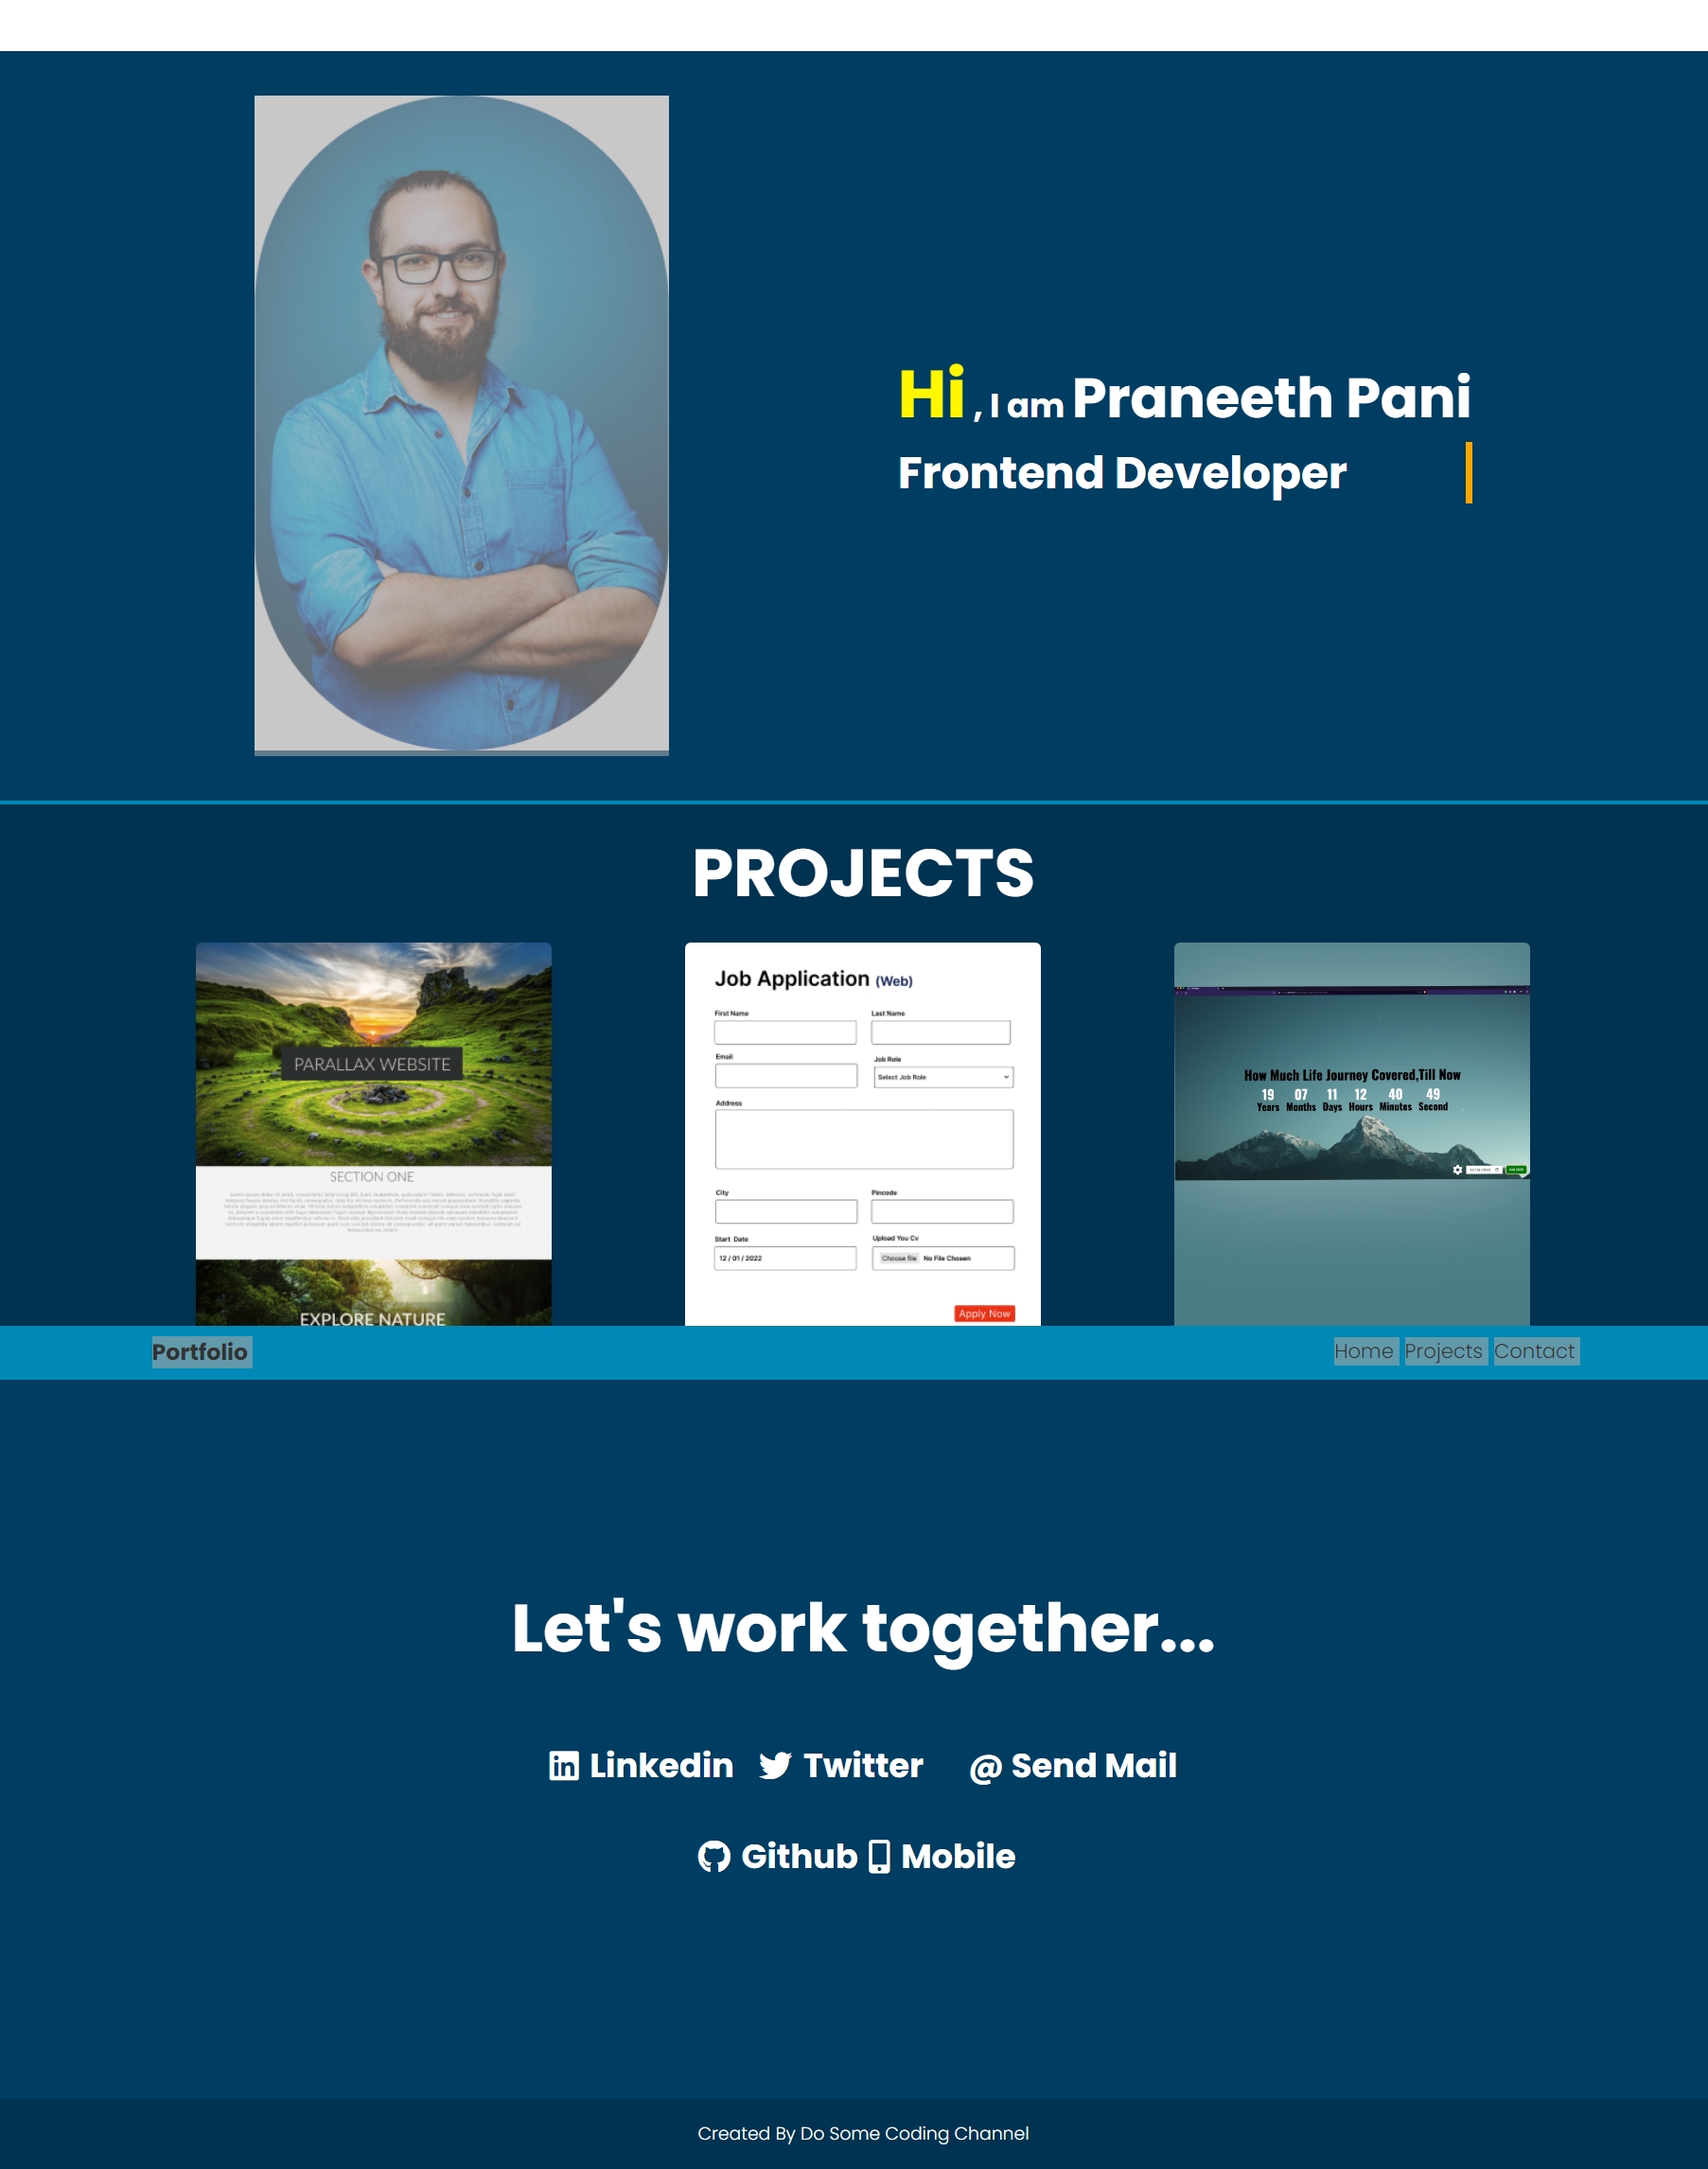 Hi , I am Praneeth Pani
Frontend Developer
PROJECTS
PARALLAX WEBSITE
SECTION ONE
EXPLORE NATURE
Job Application (Web)
First Name Last Name
Email Job Role
Select Job Role
Address
City Pincode
Start Date Upload You Cv
12 / 01 / 2022 Choose file No File Chosen
Apply Now
How Much Life Journey Covered,Till Now
19 07 11 12 40 49
Years Months Days Hours Minutes Second
Portfolio Home Projects Contact
Let's work together...
Linkedin Twitter @ Send Mail
Github Mobile
Created By Do Some Coding Channel